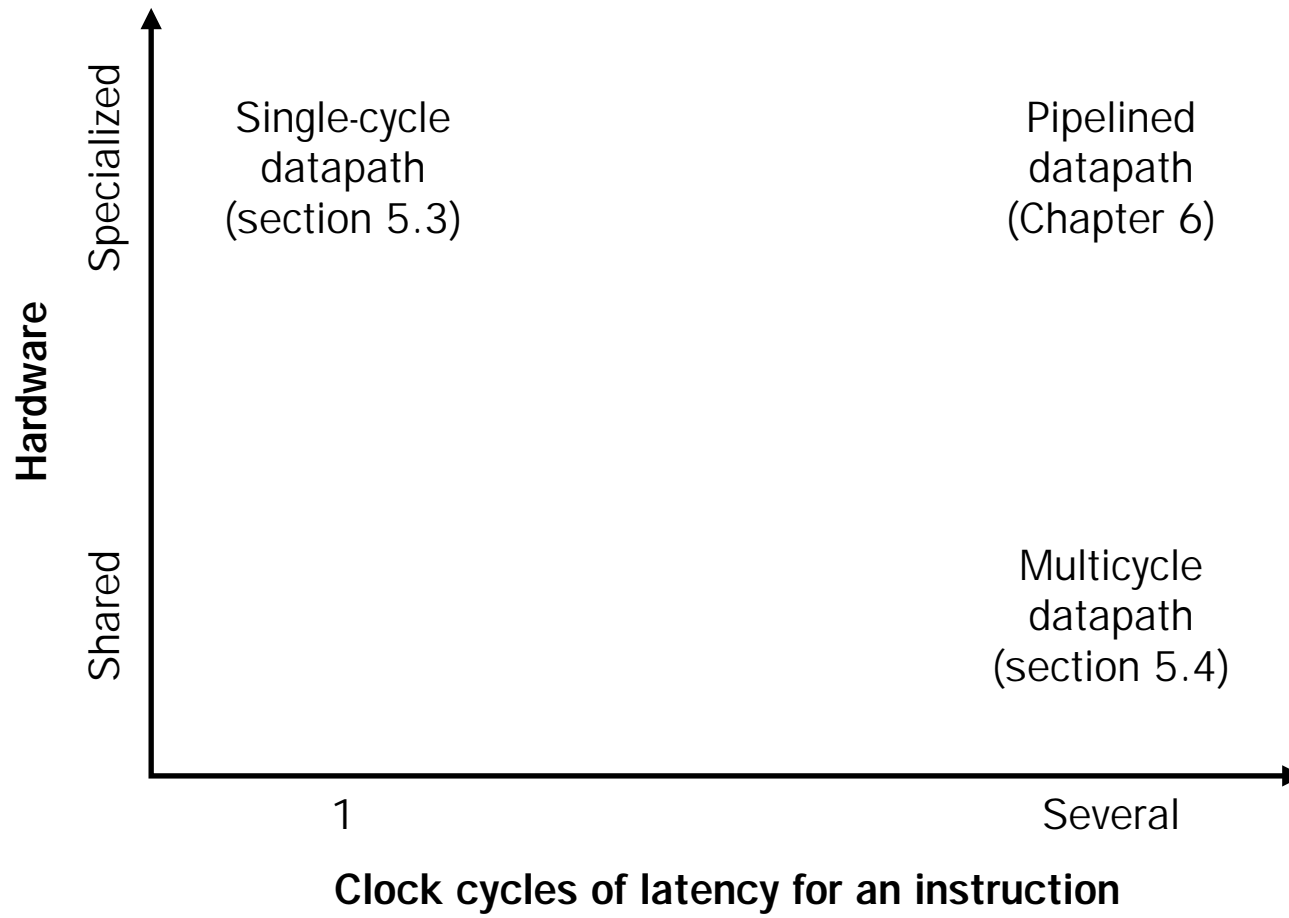 Hardware
Specialized
Shared
Single-cycle
datapath
(section 5.3)
Pipelined
datapath
(Chapter 6)
Multicycle
datapath
(section 5.4)
1
Several
Clock cycles of latency for an instruction